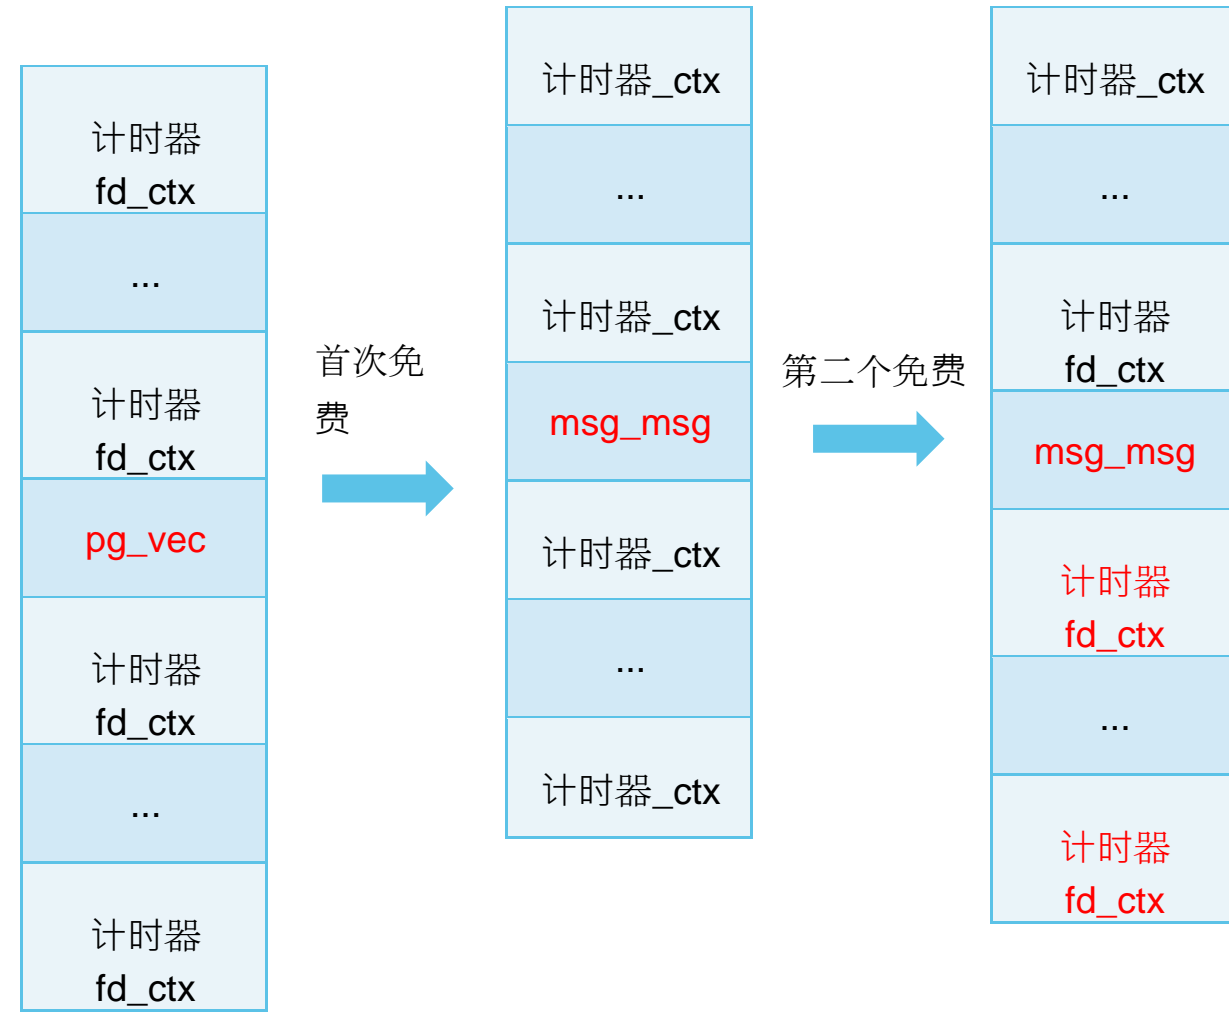 计时器
fd_ctx
...
计时器
fd_ctx
pg_vec
计时器
fd_ctx
...
计时器
fd_ctx
首次免
费
计时器_ctx
...
计时器_ctx
msg_msg
计时器_ctx
...
计时器_ctx
第二个免费
计时器_ctx
...
计时器
fd_ctx
msg_msg
计时器
fd_ctx
...
计时器
fd_ctx